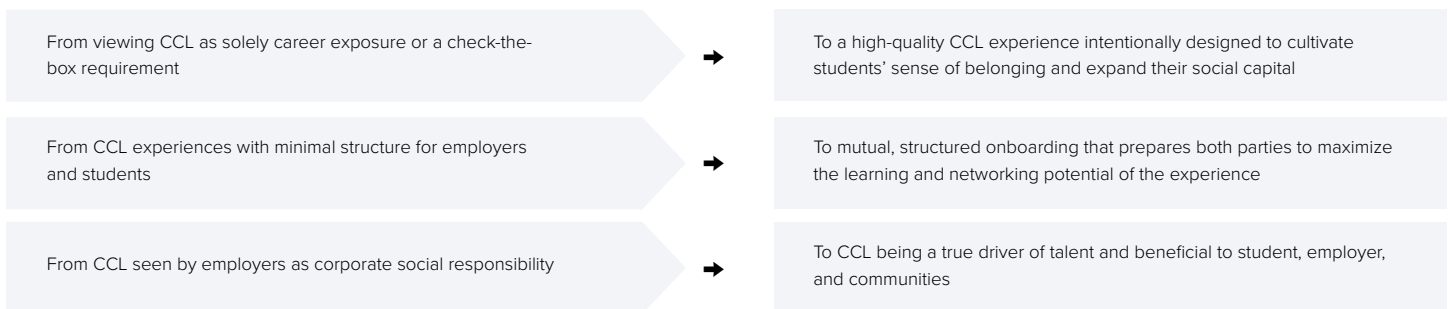 From viewing CCL as solely career exposure or a check-the-
box requirement
To a high-quality CCL experience intentionally designed to cultivate
students’ sense of belonging and expand their social capital
From CCL experiences with minimal structure for employers
and students
To mutual, structured onboarding that prepares both parties to maximize
the learning and networking potential of the experience
From CCL seen by employers as corporate social responsibility
To CCL being a true driver of talent and beneficial to student, employer,
and communities